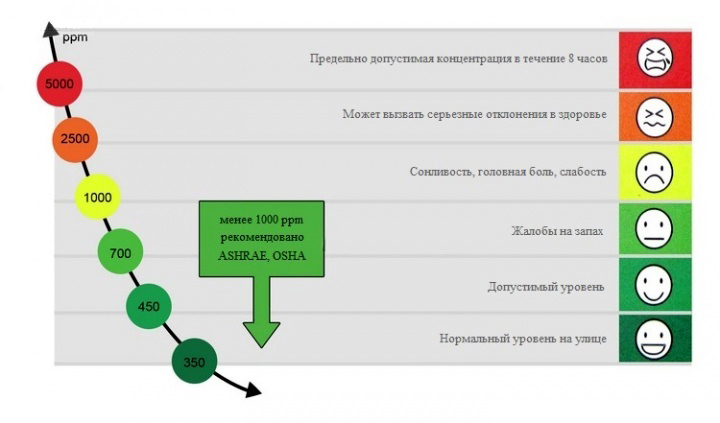 ppm
5000
Предельно допустимая концентрация в течение 8 часов
2500
Может вызвать серьезные отклонения в здоровье
1000
Сонливость, головная боль, слабость
700
Жалобы на запах
менее 1000 ppm
рекомендовано
ASHRAE, OSHA
450
Допустимый уровень
350
Нормальный уровень на улице